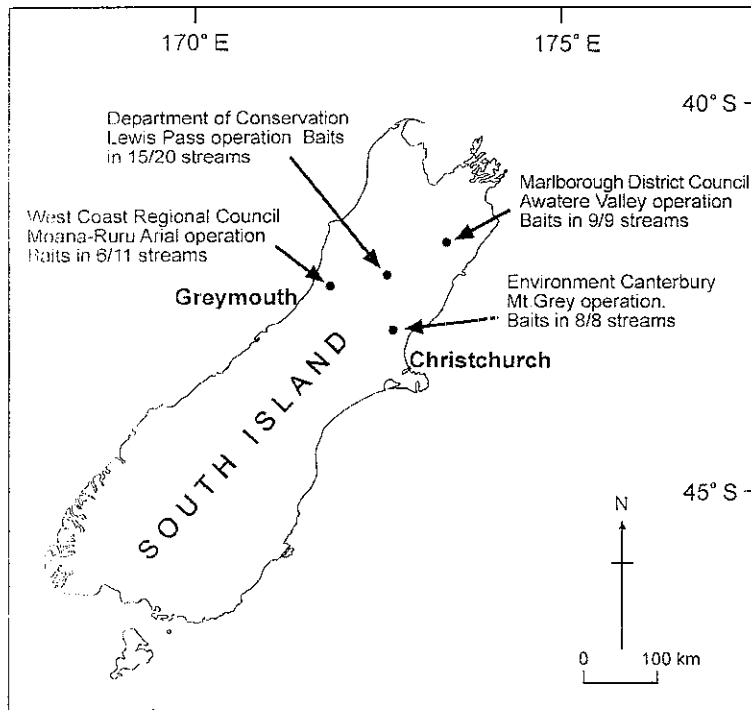 170° E
175° E
40° S
Department of Conservation
Lewis Pass operation Baits
in 15/20 streams
Marlborough District Council
Awatere Valley operation
Baits in 9/9 streams
West Coast Regional Council
Moana-Ruru Arial operation
Baits in 6/11 streams
Greymouth
Environment Canterbury
Mt Grey operation.
Baits in 8/8 streams
Christchurch
SOUTH ISLAND
45° S
N
0 100 km